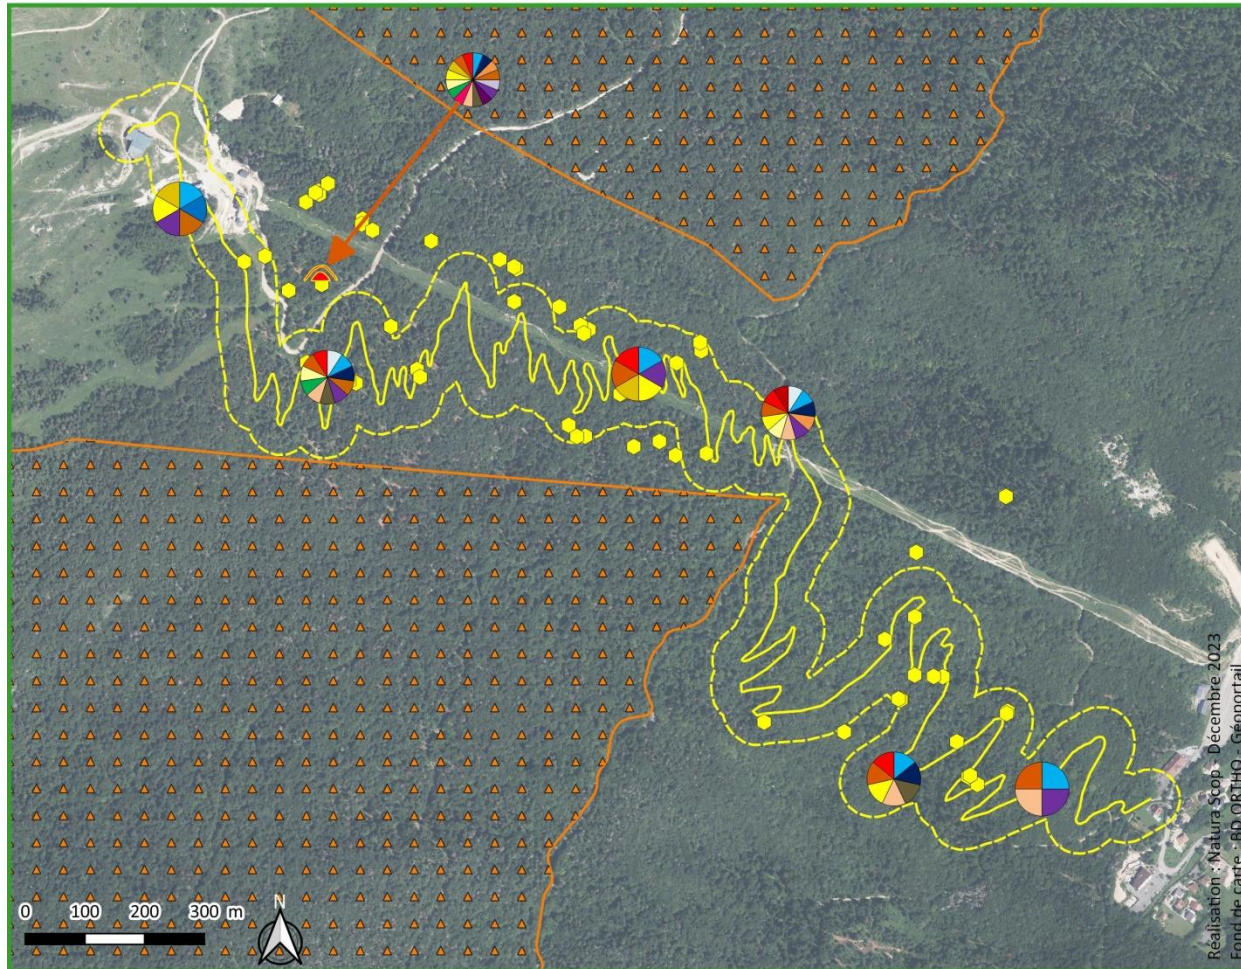 N
0 100 200 300 m
Réalisation : Natura Scop - Décembre 2023
Fond de carte : BD ORTHO - Géoportail